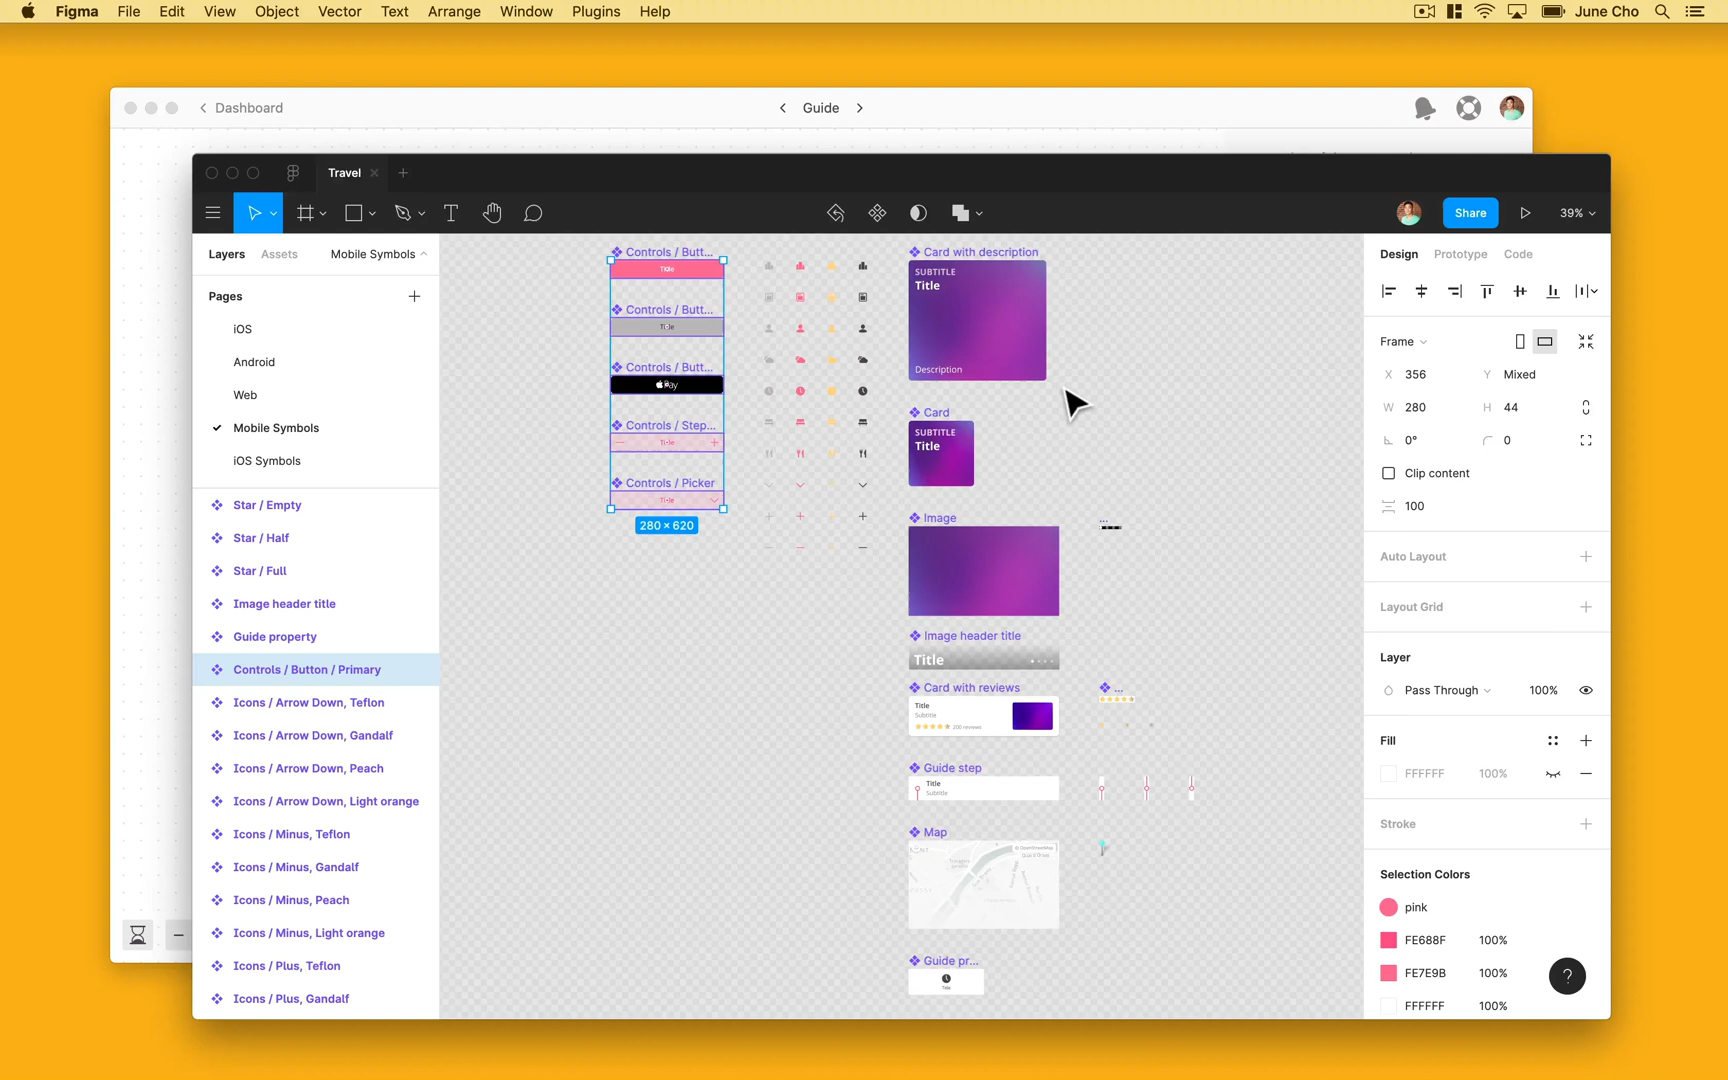 Figma File Edit View Object Vector Text Arrange Window Plugins Help June Cho
Dashboard
Guide
Travel
Share
39%
Layers Assets Mobile Symbols
Pages
iOS
Android
Web
Mobile Symbols
iOS Symbols
Star / Empty
Star / Half
Star / Full
Image header title
Guide property
Controls / Button / Primary
Icons / Arrow Down, Teflon
Icons / Arrow Down, Gandalf
Icons / Arrow Down, Peach
Icons / Arrow Down, Light orange
Icons / Minus, Teflon
Icons / Minus, Gandalf
Icons / Minus, Peach
Icons / Minus, Light orange
Icons / Plus, Teflon
Icons / Plus, Gandalf
Controls / Butt...
Title
Controls / Butt...
Title
Controls / Butt...
Pay
Controls / Step...
Title
Controls / Picker
Title
280 × 620
Card with description
SUBTITLE
Title
Description
Card
SUBTITLE
Title
Image
...
Image header title
Title
Card with reviews
Title
Subtitle
200 reviews
...
Guide step
Title
Subtitle
Map
© OpenStreetMap
Guide pr...
Title
Design Prototype Code
Frame
X 356 Y Mixed
W 280 H 44
0° 0
Clip content
100
Auto Layout
Layout Grid
Layer
Pass Through 100%
Fill
FFFFFF 100%
Stroke
Selection Colors
pink
FE688F 100%
FE7E9B 100%
FFFFFF 100%
?